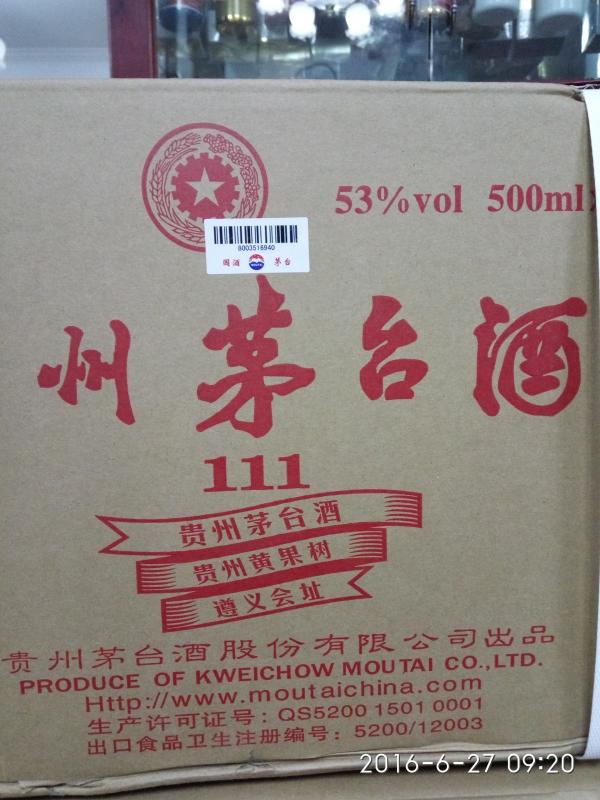 53%vol 500ml
8003516940
國酒 茅台
州茅台酒
111
贵州茅台酒
贵州黄果树
遵义会址
贵州茅台酒股份有限公司出品
PRODUCE OF KWEICHOW MOUTAI CO.,LTD.
Http://www.moutaichina.com
生产许可证号：QS5200 1501 0001
出口食品卫生注册编号：5200/12003
2016-6-27 09:20